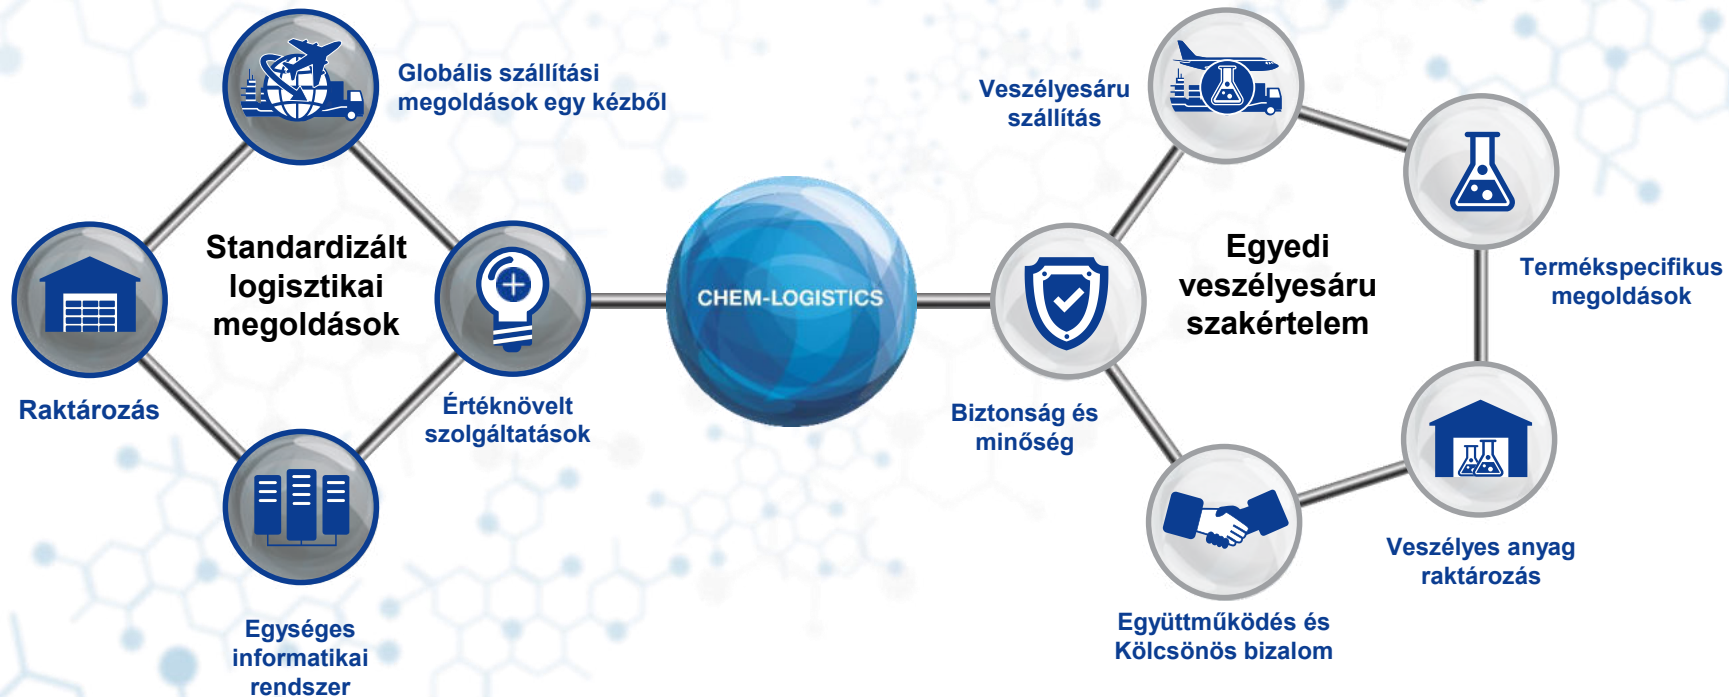 Globális szállítási
megoldások egy kézből
Standardizált
logisztikai
megoldások
Raktározás
Értéknövelt
szolgáltatások
Egységes
informatikai
rendszer
CHEM-LOGISTICS
Veszélyesáru
szállítás
Egyedi
veszélyesáru
szakértelem
Termékspecifikus
megoldások
Biztonság és
minőség
Veszélyes anyag
raktározás
Együttműködés és
Kölcsönös bizalom